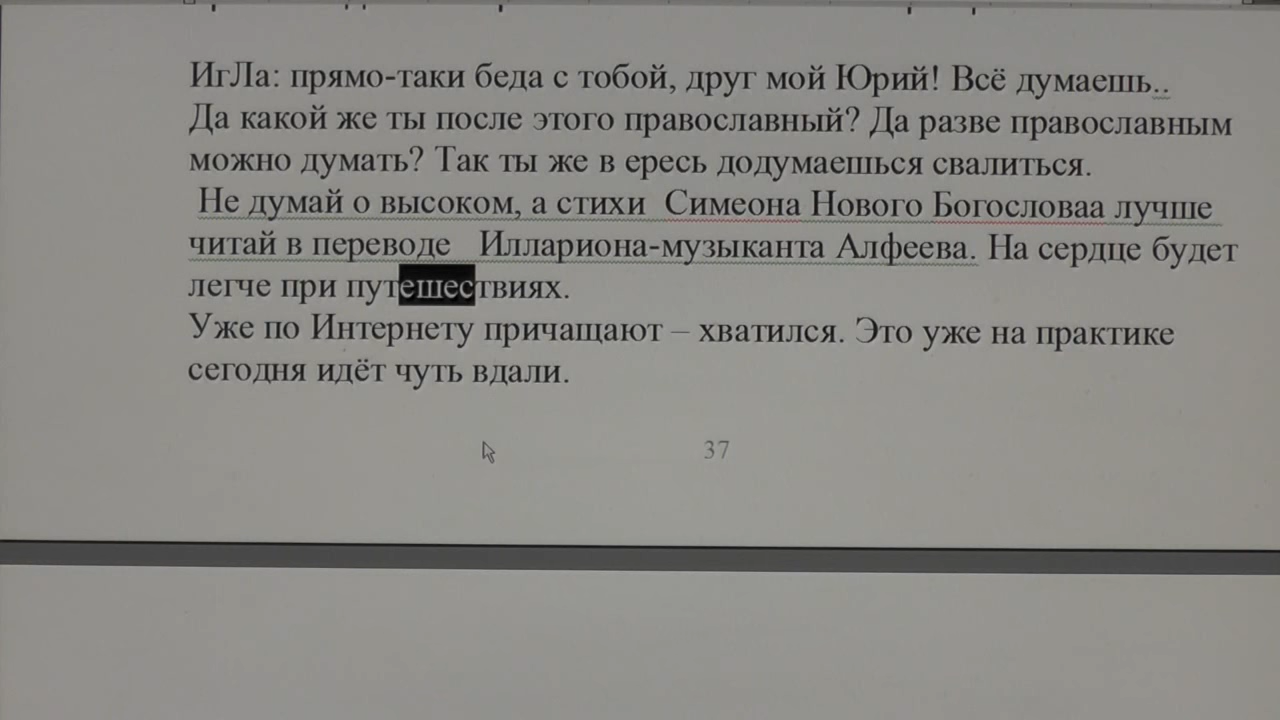 ИгЛа: прямо-таки беда с тобой, друг мой Юрий! Всё думаешь..
Да какой же ты после этого православный? Да разве православным
можно думать? Так ты же в ересь додумаешься свалиться.
Не думай о высоком, а стихи Симеона Нового Богословаа лучше
читай в переводе Иллариона-музыканта Алфеева. На сердце будет
легче при путешествиях.
Уже по Интернету причащают – хватился. Это уже на практике
сегодня идёт чуть вдали.
37